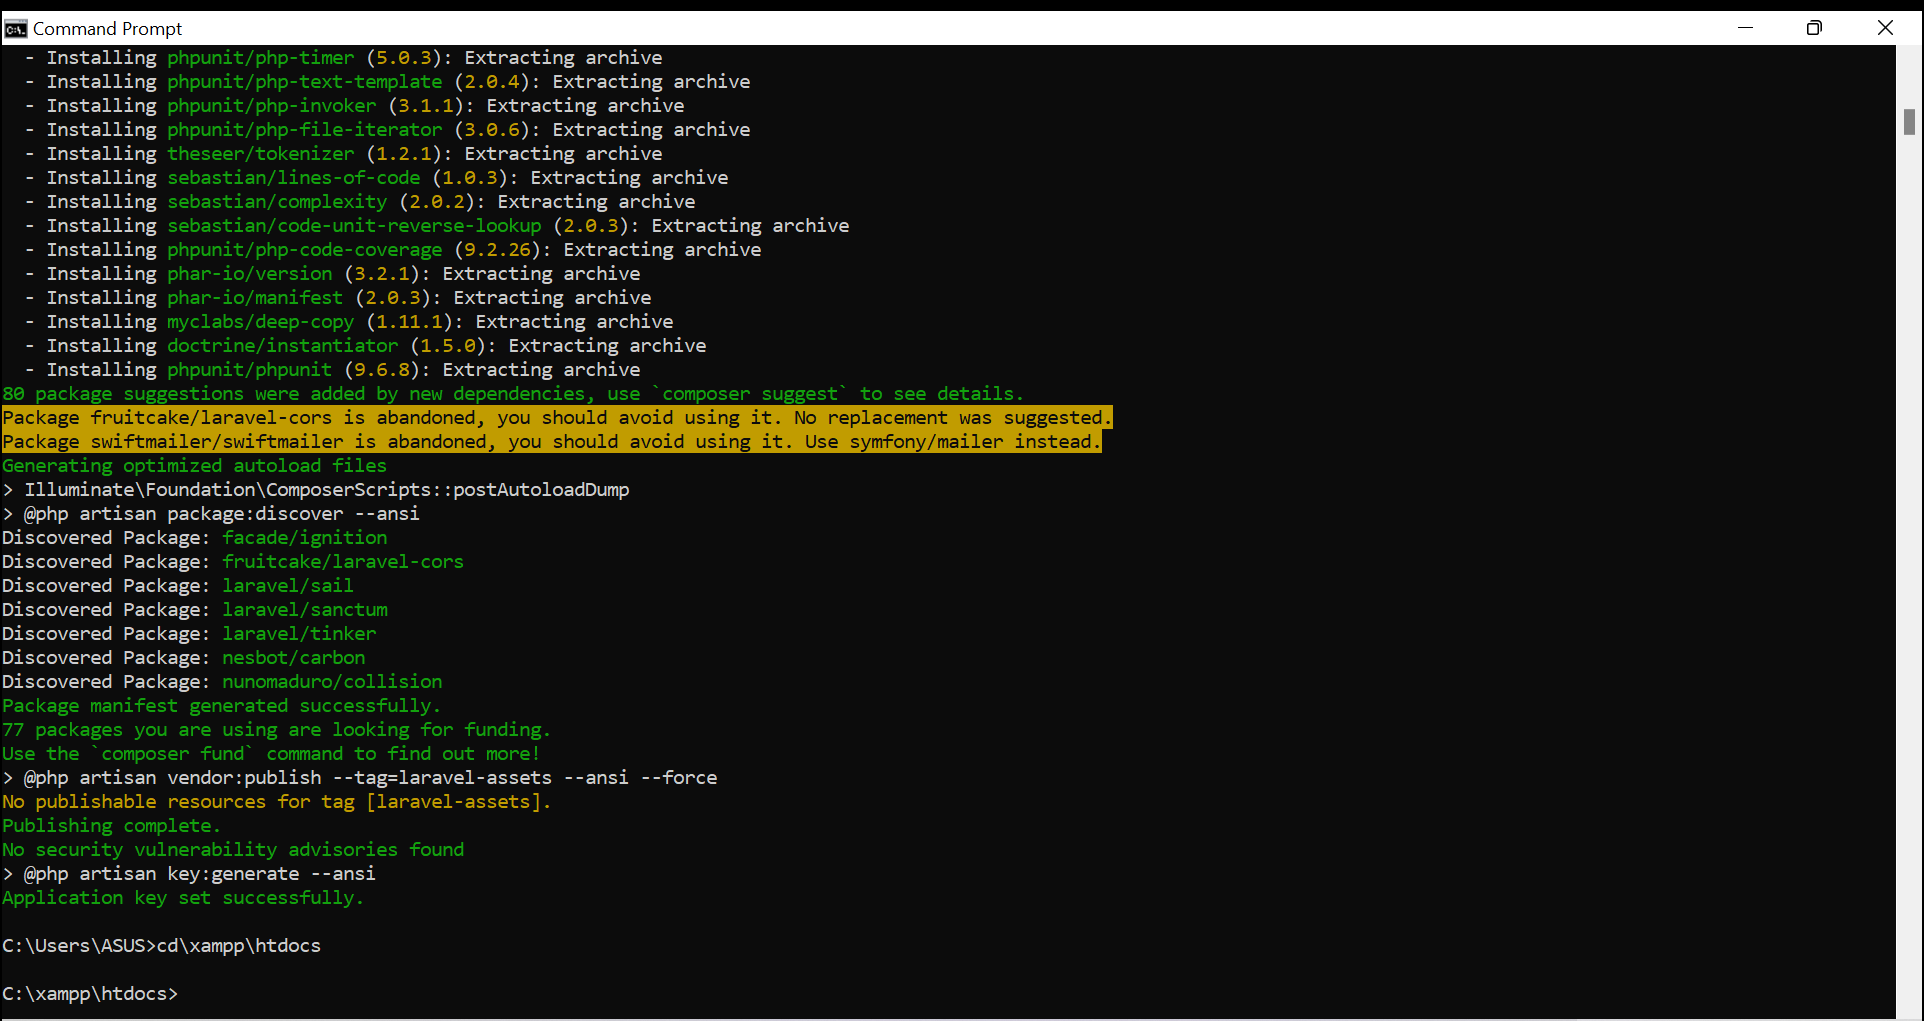 Command Prompt
- Installing phpunit/php-timer (5.0.3): Extracting archive
- Installing phpunit/php-text-template (2.0.4): Extracting archive
- Installing phpunit/php-invoker (3.1.1): Extracting archive
- Installing phpunit/php-file-iterator (3.0.6): Extracting archive
- Installing theseer/tokenizer (1.2.1): Extracting archive
- Installing sebastian/lines-of-code (1.0.3): Extracting archive
- Installing sebastian/complexity (2.0.2): Extracting archive
- Installing sebastian/code-unit-reverse-lookup (2.0.3): Extracting archive
- Installing phpunit/php-code-coverage (9.2.26): Extracting archive
- Installing phar-io/version (3.2.1): Extracting archive
- Installing phar-io/manifest (2.0.3): Extracting archive
- Installing myclabs/deep-copy (1.11.1): Extracting archive
- Installing doctrine/instantiator (1.5.0): Extracting archive
- Installing phpunit/phpunit (9.6.8): Extracting archive
80 package suggestions were added by new dependencies, use `composer suggest` to see details.
Package fruitcake/laravel-cors is abandoned, you should avoid using it. No replacement was suggested.
Package swiftmailer/swiftmailer is abandoned, you should avoid using it. Use symfony/mailer instead.
Generating optimized autoload files
> Illuminate\Foundation\ComposerScripts::postAutoloadDump
> @php artisan package:discover --ansi
Discovered Package: facade/ignition
Discovered Package: fruitcake/laravel-cors
Discovered Package: laravel/sail
Discovered Package: laravel/sanctum
Discovered Package: laravel/tinker
Discovered Package: nesbot/carbon
Discovered Package: nunomaduro/collision
Package manifest generated successfully.
77 packages you are using are looking for funding.
Use the `composer fund` command to find out more!
> @php artisan vendor:publish --tag=laravel-assets --ansi --force
No publishable resources for tag [laravel-assets].
Publishing complete.
No security vulnerability advisories found
> @php artisan key:generate --ansi
Application key set successfully.
C:\Users\ASUS>cd\xampp\htdocs
C:\xampp\htdocs>